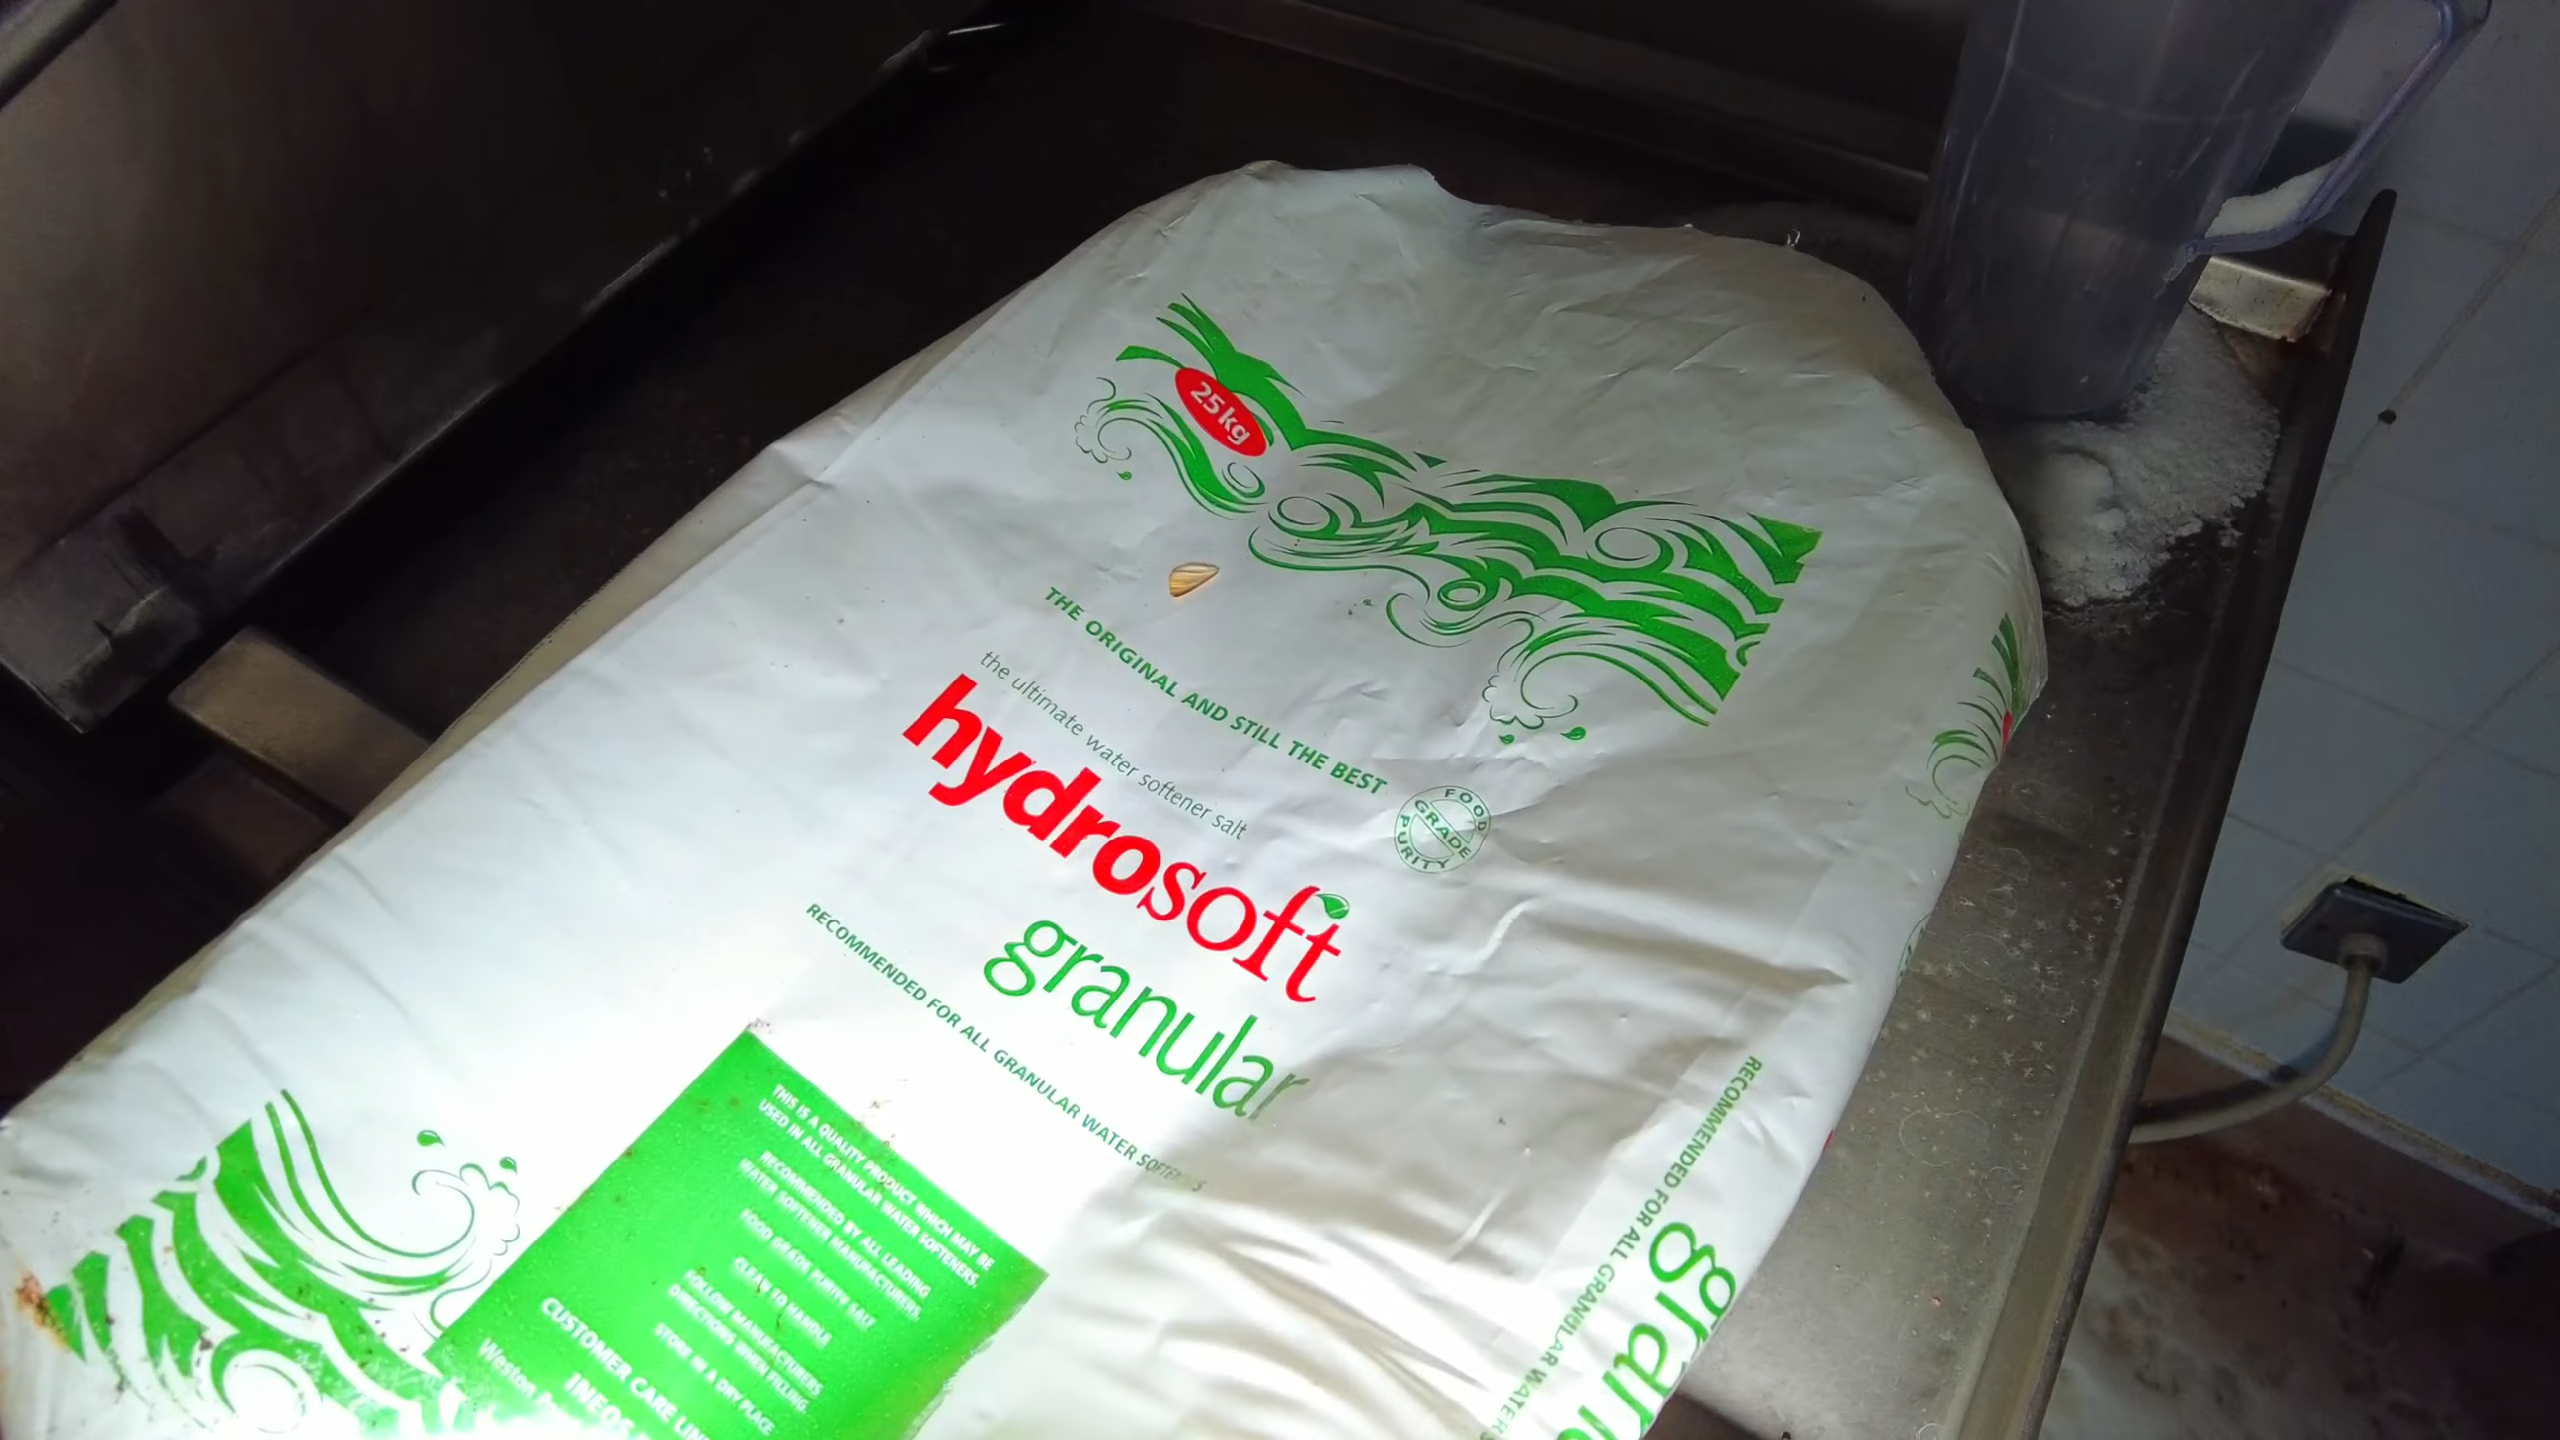 25kg
THE ORIGINAL AND STILL THE BEST
the ultimate water softener salt
hydrosoft
FOOD
GRADE
PURITY
granular
RECOMMENDED FOR ALL GRANULAR WATER SOFTENERS
THIS IS A QUALITY PRODUCT WHICH MAY BE
USED IN ALL GRANULAR WATER SOFTENERS.
RECOMMENDED BY ALL LEADING
WATER SOFTENER MANUFACTURERS.
FOOD GRADE PURITY SALT
CLEAN TO HANDLE
FOLLOW MANUFACTURERS
DIRECTIONS WHEN FILLING
STORE IN A DRY PLACE
CUSTOMER CARE
INEOS
Weston
RECOMMENDED FOR ALL GRANULAR WATER